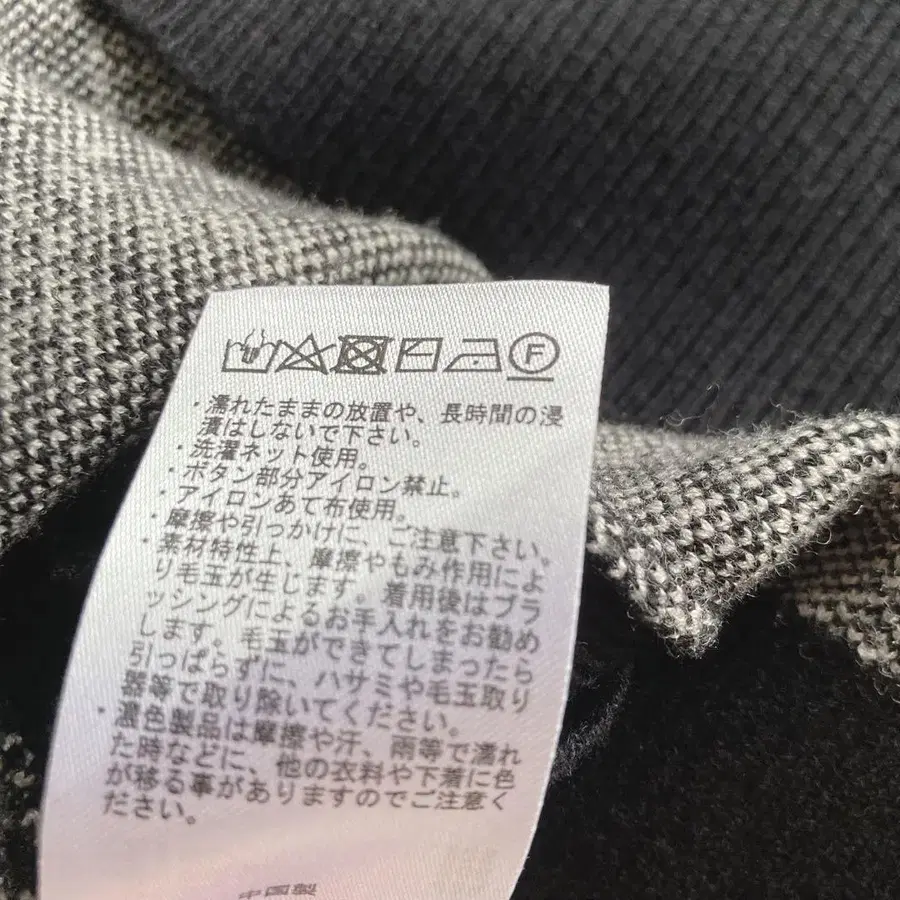 F
・濡れたままの放置や、長時間の浸
漬はしないで下さい。
・洗濯ネット使用。
・ボタン部分アイロン禁止。
・アイロンあて布使用。
・摩擦や引っかけに、ご注意下さい。
・素材特性上、摩擦やもみ作用によ
り毛玉が生じます。着用後はブラ
ッシングによるお手入れをお勧め
します。毛玉ができてしまったら
引っぱらずに、ハサミや毛玉取り
器等で取り除いてください。
・濃色製品は摩擦や汗、雨等で濡れ
た時などに、他の衣料や下着に色
が移る事がありますのでご注意く
ださい。
中国製